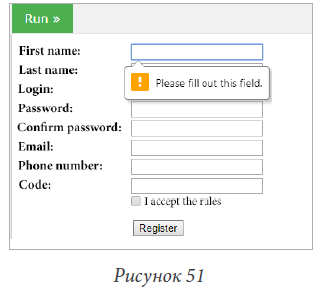 Run »
First name:
Last name:
Please fill out this field.
Login:
Password:
Confirm password:
Email:
Phone number:
Code:
I accept the rules
Register
Рисунок 51